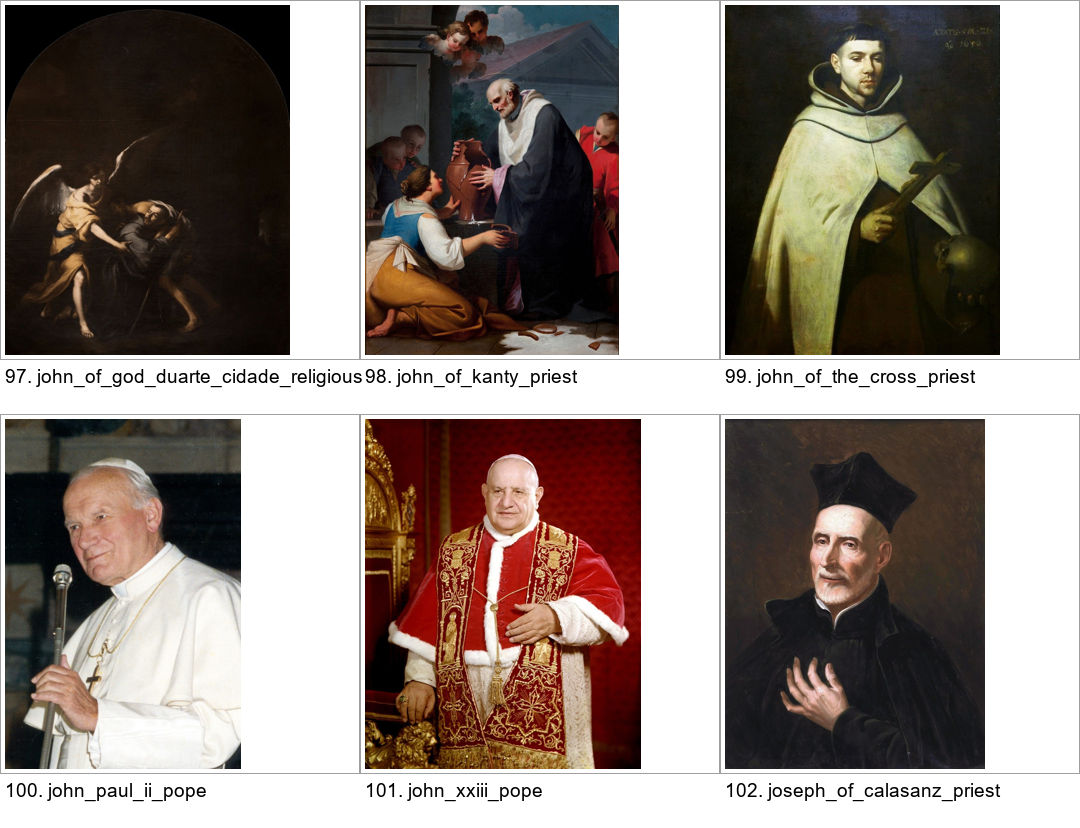 97. john_of_god_duarte_cidade_religious
98. john_of_kanty_priest
99. john_of_the_cross_priest
100. john_paul_ii_pope
101. john_xxiii_pope
102. joseph_of_calasanz_priest